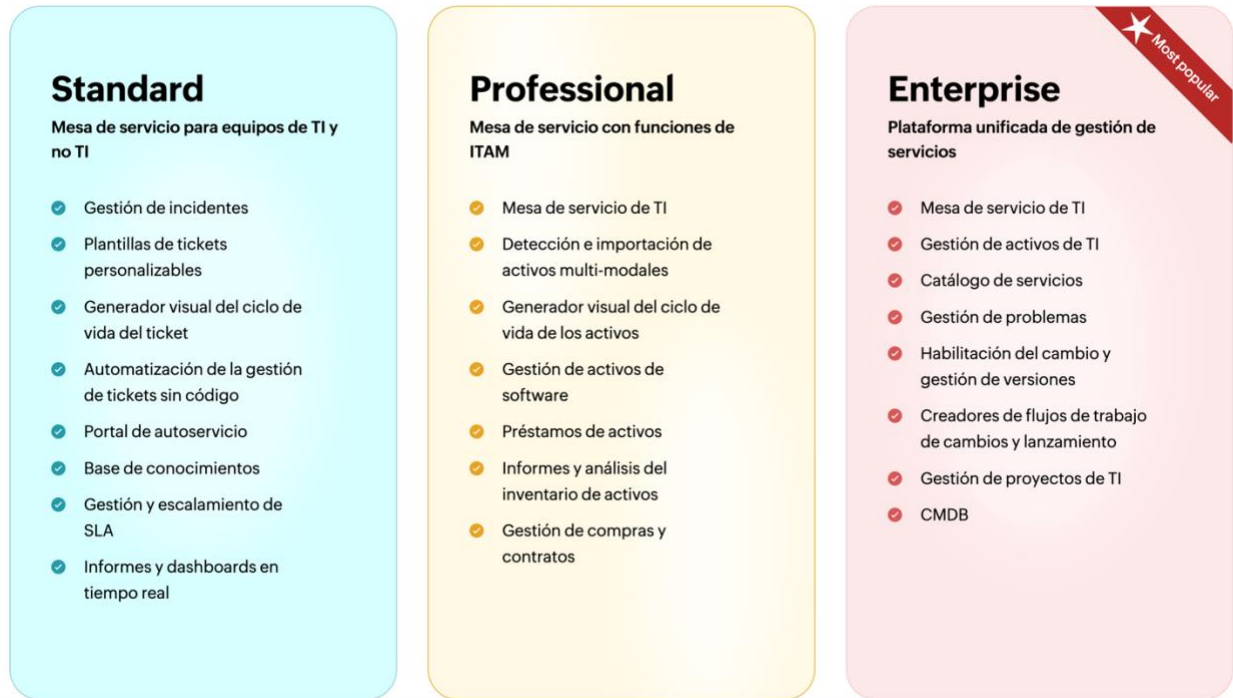 Standard
Mesa de servicio para equipos de TI y
no TI
Gestión de incidentes
Plantillas de tickets
personalizables
Generador visual del ciclo de
vida del ticket
Automatización de la gestión
de tickets sin código
Portal de autoservicio
Base de conocimientos
Gestión y escalamiento de
SLA
Informes y dashboards en
tiempo real
Professional
Mesa de servicio con funciones de
ITAM
Mesa de servicio de TI
Detección e importación de
activos multi-modales
Generador visual del ciclo de
vida de los activos
Gestión de activos de
software
Préstamos de activos
Informes y análisis del
inventario de activos
Gestión de compras y
contratos
Most popular
Enterprise
Plataforma unificada de gestión de
servicios
Mesa de servicio de TI
Gestión de activos de TI
Catálogo de servicios
Gestión de problemas
Habilitación del cambio y
gestión de versiones
Creadores de flujos de trabajo
de cambios y lanzamiento
Gestión de proyectos de TI
CMDB